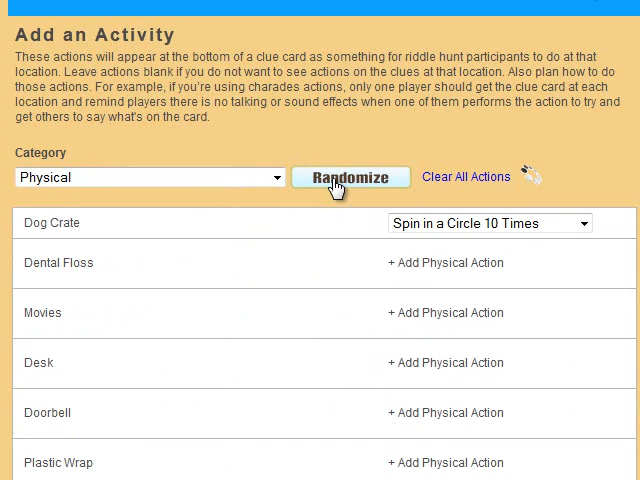 Add an Activity
These actions will appear at the bottom of a clue card as something for riddle hunt participants to do at that
location. Leave actions blank if you do not want to see actions on the clues at that location. Also plan how to do
those actions. For example, if you're using charades actions, only one player should get the clue card at each
location and remind players there is no talking or sound effects when one of them performs the action to try and
get others to say what's on the card.
Category
Physical Randomize Clear All Actions
Dog Crate Spin in a Circle 10 Times
Dental Floss + Add Physical Action
Movies + Add Physical Action
Desk + Add Physical Action
Doorbell + Add Physical Action
Plastic Wrap + Add Physical Action